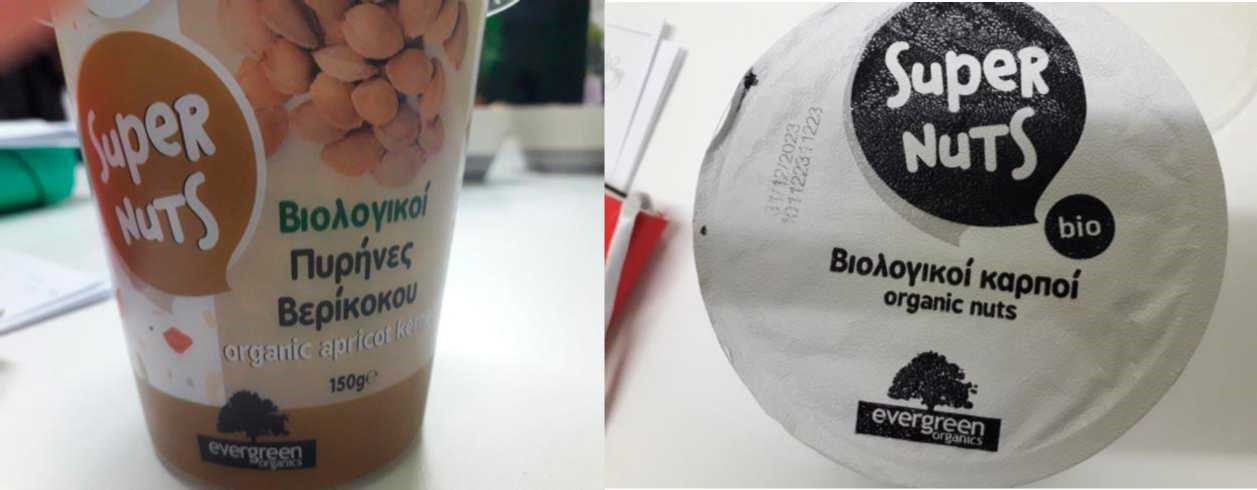 Super
NuTS
Βιολογικοί
Πυρήνες
Βερίκοκου
organic apricot
150g℮
evergreen
organics
Super
NuTS
bio
31/12/2023
Βιολογικοί καρποί
organic nuts
evergreen
organics